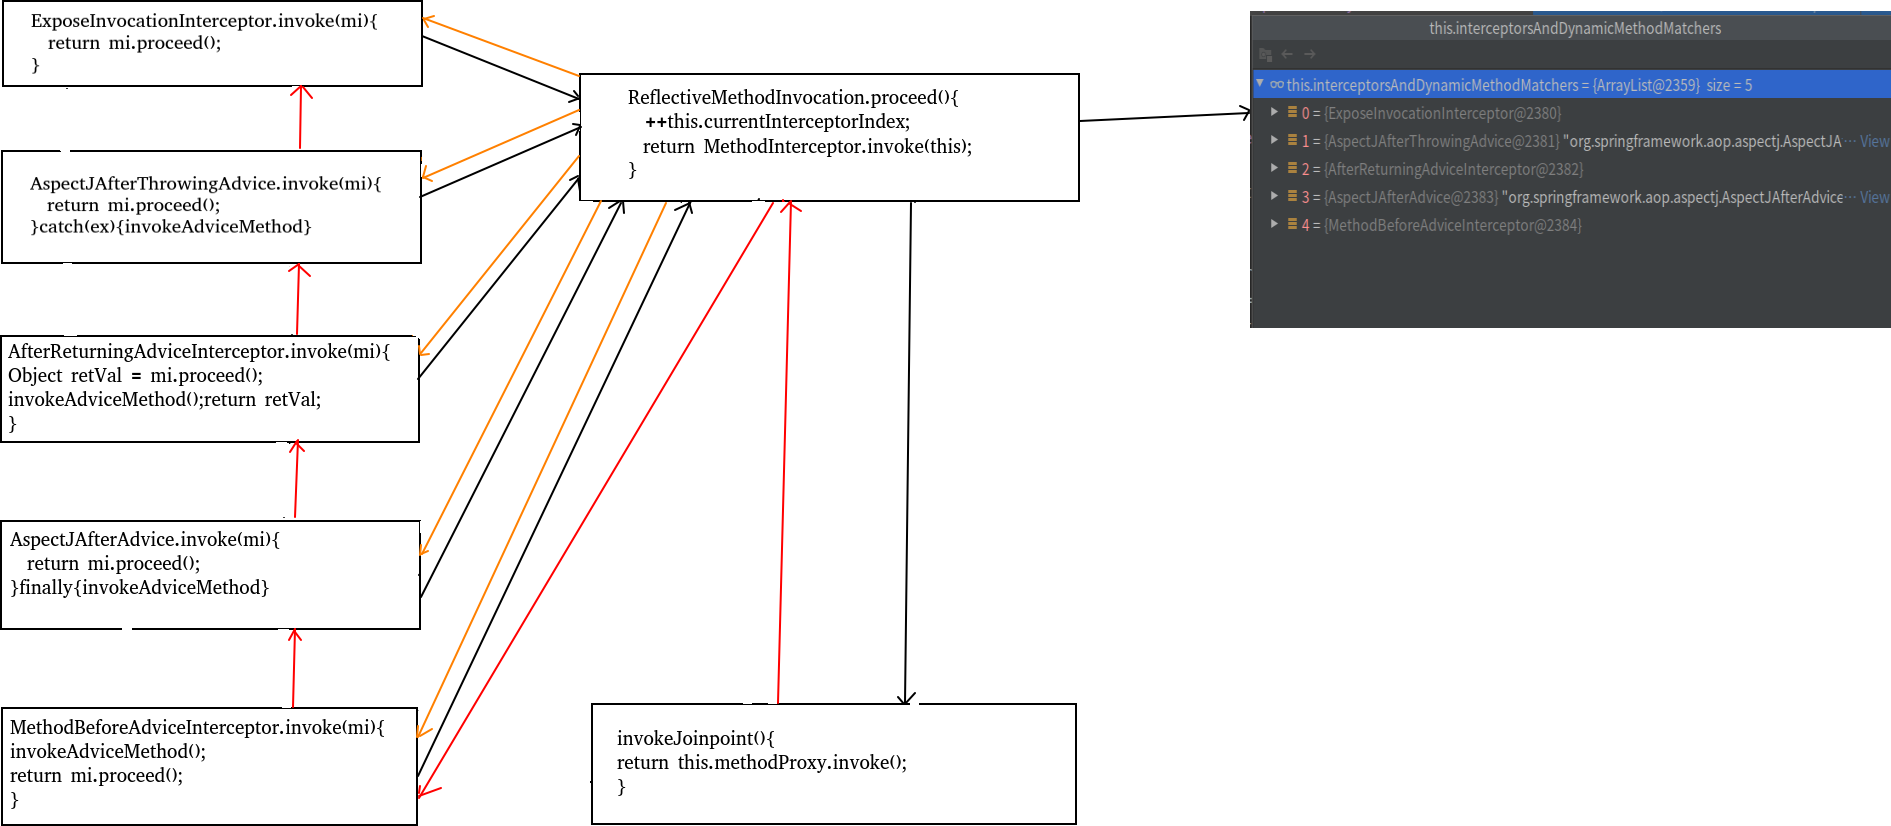 ExposeInvocationInterceptor.invoke(mi){
return mi.proceed();
}
AspectJAfterThrowingAdvice.invoke(mi){
return mi.proceed();
}catch(ex){invokeAdviceMethod}
AfterReturningAdviceInterceptor.invoke(mi){
Object retVal = mi.proceed();
invokeAdviceMethod();return retVal;
}
AspectJAfterAdvice.invoke(mi){
return mi.proceed();
}finally{invokeAdviceMethod}
MethodBeforeAdviceInterceptor.invoke(mi){
invokeAdviceMethod();
return mi.proceed();
}
ReflectiveMethodInvocation.proceed(){
++this.currentInterceptorIndex;
return MethodInterceptor.invoke(this);
}
invokeJoinpoint(){
return this.methodProxy.invoke();
}
this.interceptorsAndDynamicMethodMatchers
this.interceptorsAndDynamicMethodMatchers = {ArrayList@2359} size = 5
0 = {ExposeInvocationInterceptor@2380}
1 = {AspectJAfterThrowingAdvice@2381} "org.springframework.aop.aspectj.AspectJA ... View
2 = {AfterReturningAdviceInterceptor@2382}
3 = {AspectJAfterAdvice@2383} "org.springframework.aop.aspectj.AspectJAfterAdvice ... View
4 = {MethodBeforeAdviceInterceptor@2384}